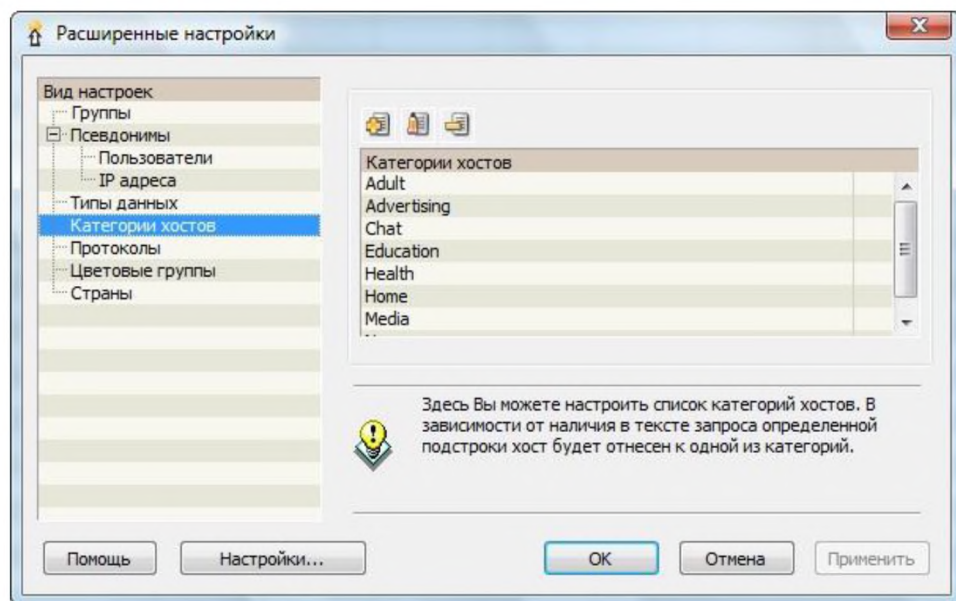 Расширенные настройки
Вид настроек
Группы
Псевдонимы
Пользователи
IP адреса
Типы данных
Категории хостов
Протоколы
Цветовые группы
Страны
Категории хостов
Adult
Advertising
Chat
Education
Health
Home
Media
Здесь Вы можете настроить список категорий хостов. В
зависимости от наличия в тексте запроса определенной
подстроки хост будет отнесен к одной из категорий.
Помощь
Настройки...
OK
Отмена
Применить